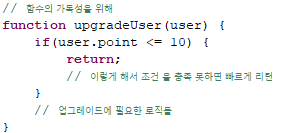 // 함수의 가독성을 위해
function upgradeUser(user) {
    if(user.point <= 10) {
        return;
        // 이렇게 해서 조건 을 충족 못하면 빠르게 리턴
    }
    // 업그레이드에 필요한 로직들
}